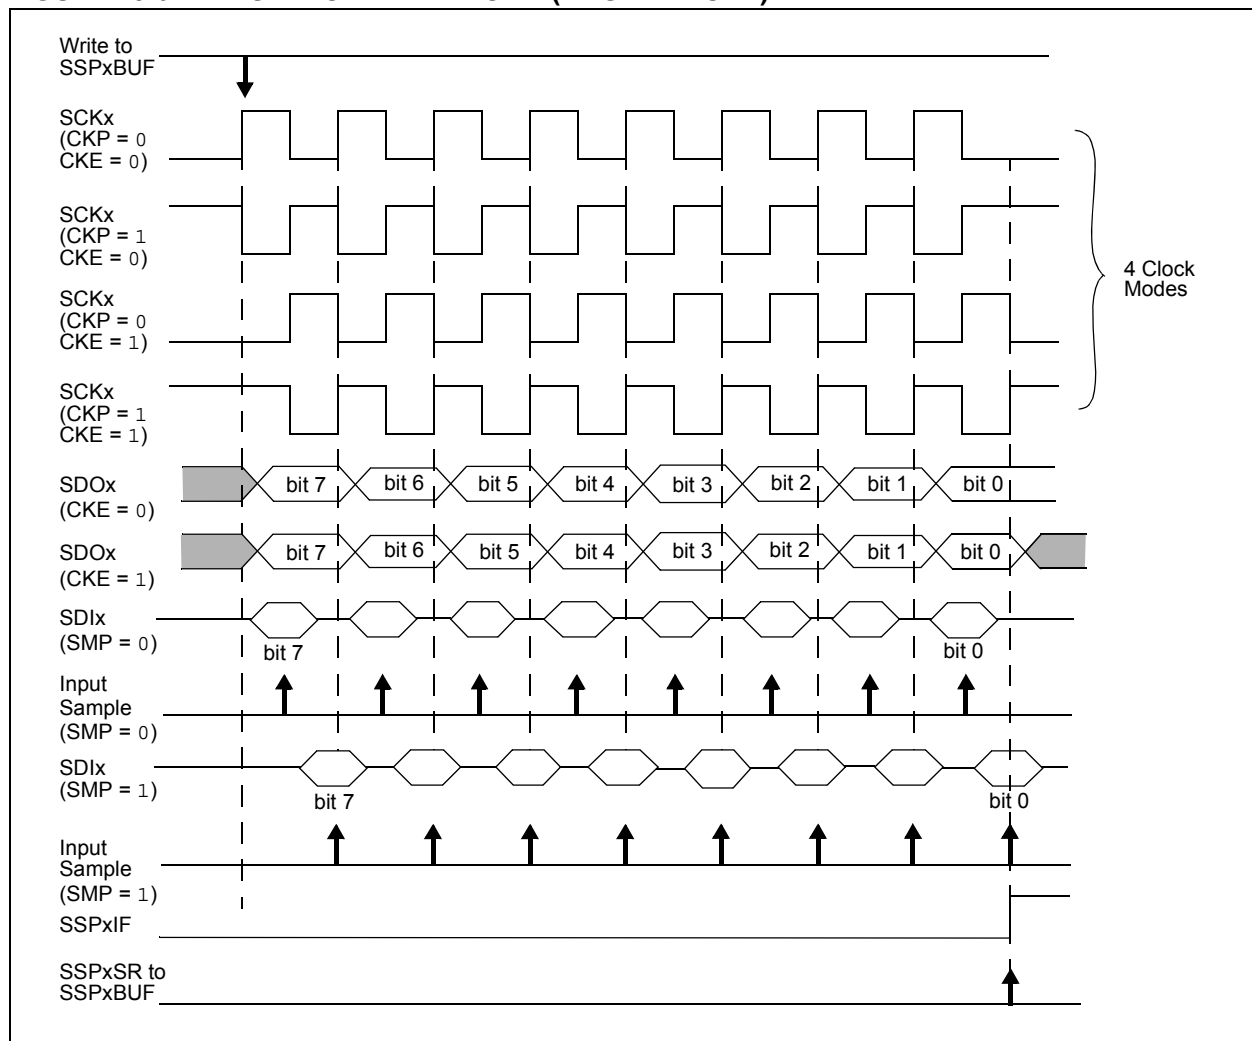 Write to
SSPxBUF
SCKx
(CKP = 0
CKE = 0)
SCKx
(CKP = 1
CKE = 0)
SCKx
(CKP = 0
CKE = 1)
SCKx
(CKP = 1
CKE = 1)
4 Clock
Modes
SDOx
(CKE = 0)
bit 7 bit 6 bit 5 bit 4 bit 3 bit 2 bit 1 bit 0
SDOx
(CKE = 1)
bit 7 bit 6 bit 5 bit 4 bit 3 bit 2 bit 1 bit 0
SDIx
(SMP = 0)
bit 7 bit 0
Input
Sample
(SMP = 0)
SDIx
(SMP = 1)
bit 7 bit 0
Input
Sample
(SMP = 1)
SSPxIF
SSPxSR to
SSPxBUF